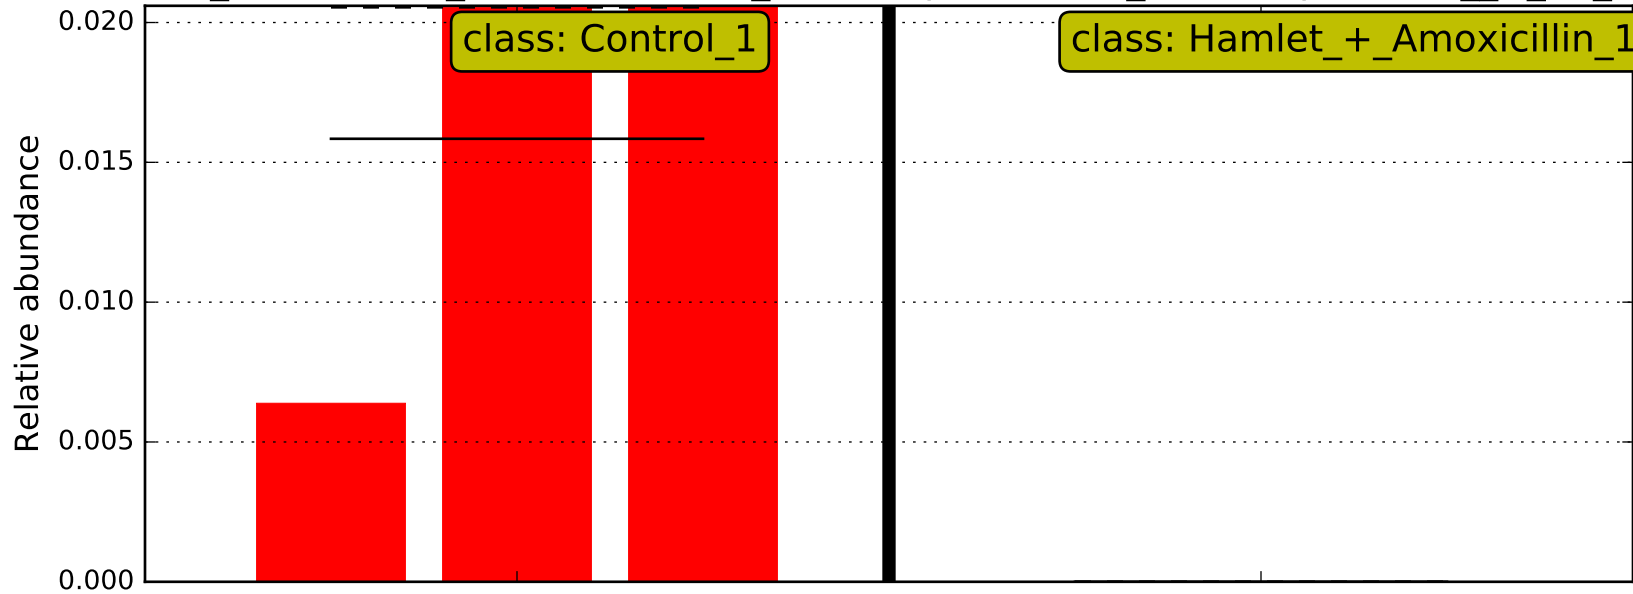 0.020
class: Control_1
class: Hamlet_+_Amoxicillin_1
0.015
0.010
0.005
0.000
Relative abundance